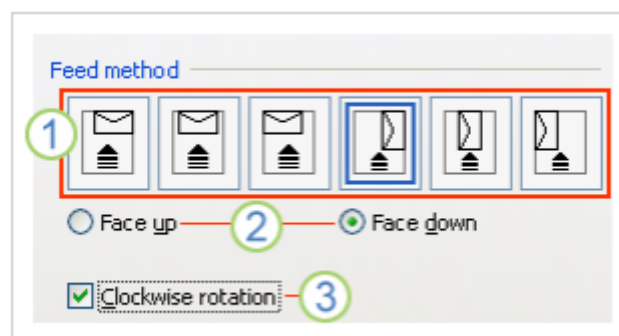 Feed method
1
Face up 2 Face down
Clockwise rotation 3